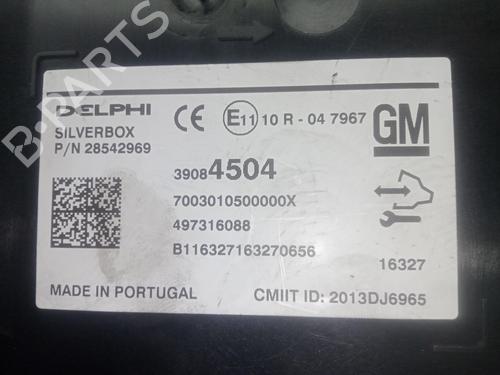 DELPHI
SILVERBOX
P/N 28542969
CE E11 10 R - 04 7967
GM
39084504
7003010500000X
497316088
B116327163270656
16327
MADE IN PORTUGAL
CMIIT ID: 2013DJ6965
B-PARTS